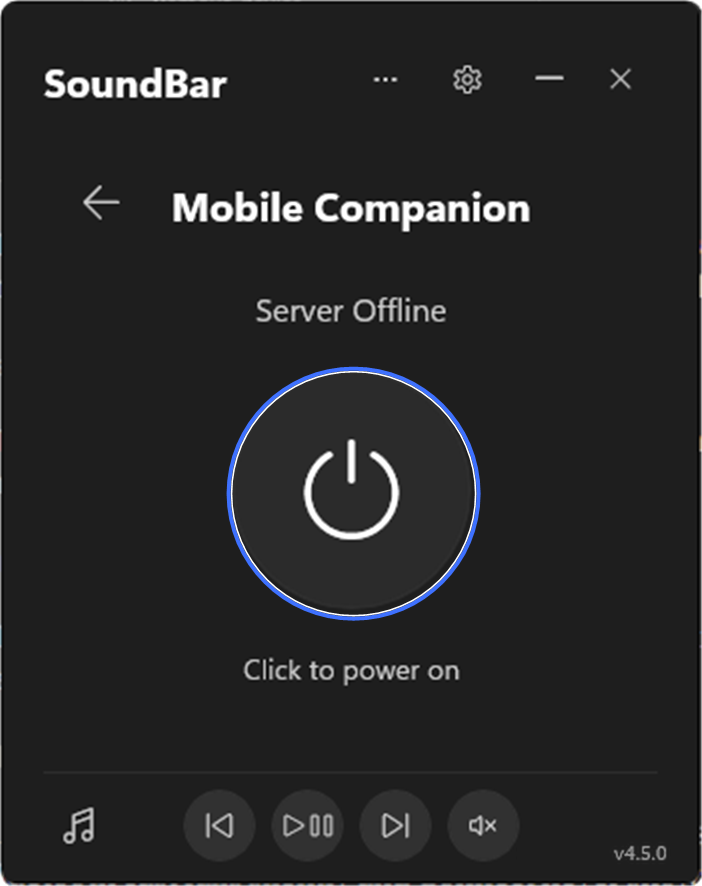 SoundBar
Mobile Companion
Server Offline
Click to power on
v4.5.0